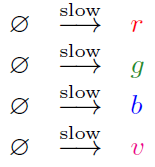 ∅ slow⟶ r
∅ slow⟶ g
∅ slow⟶ b
∅ slow⟶ v